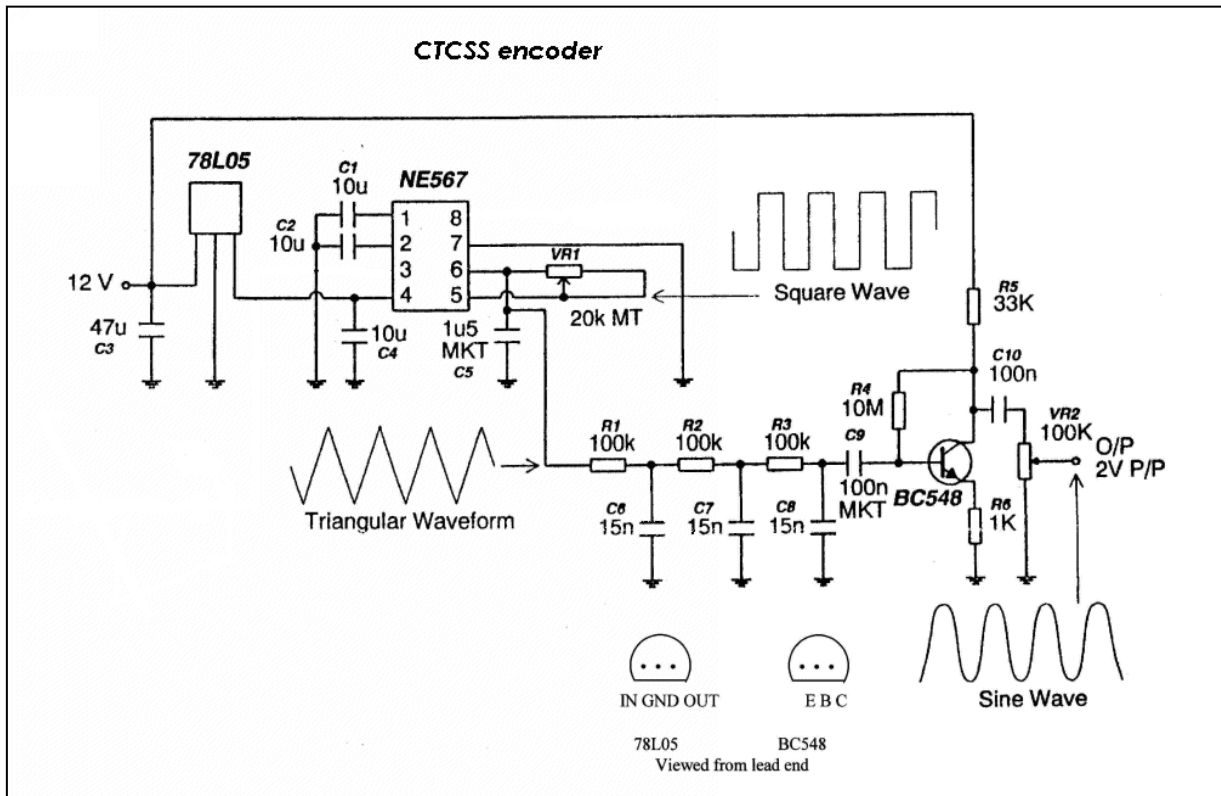 CTCSS encoder
78L05
C1
10u
NE567
C2
10u
1 8
2 7
3 6
4 5
VR1
20k MT
Square Wave
12 V
47u
C3
10u
C4
1u5
MKT
C5
R5
33K
C10
100n
R4
10M
VR2
100K
O/P
2V P/P
R1
100k
R2
100k
R3
100k
C9
100n
MKT
BC548
R6
1K
Triangular Waveform
C6
15n
C7
15n
C8
15n
Sine Wave
IN GND OUT
E B C
78L05
BC548
Viewed from lead end